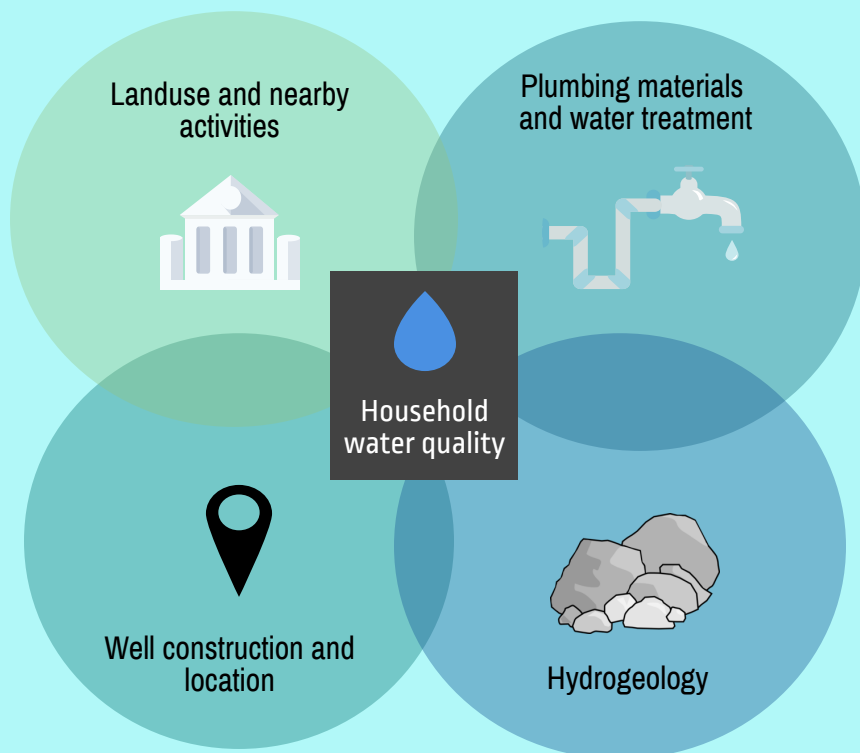 Landuse and nearby
activities
Plumbing materials
and water treatment
Household
water quality
Well construction and
location
Hydrogeology